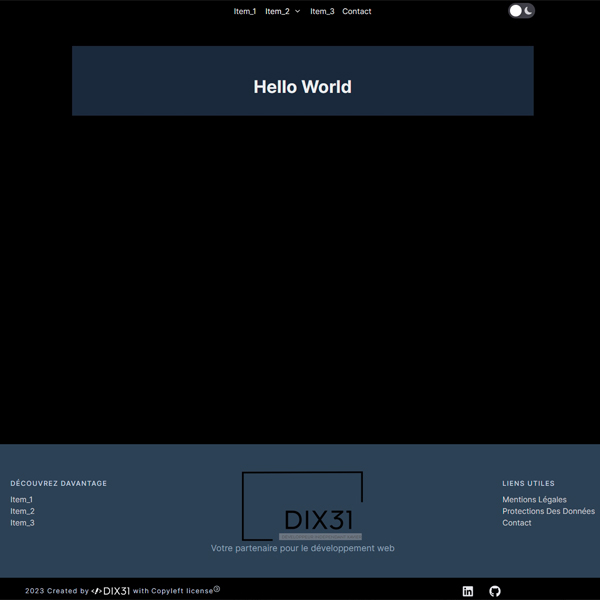 Item_1 Item_2 Item_3 Contact
Hello World
DÉCOUVREZ DAVANTAGE
Item_1
Item_2
Item_3
DIX31
Votre partenaire pour le développement web
LIENS UTILES
Mentions Légales
Protections Des Données
Contact
2023 Created by </> DIX31 with Copyleft license
in